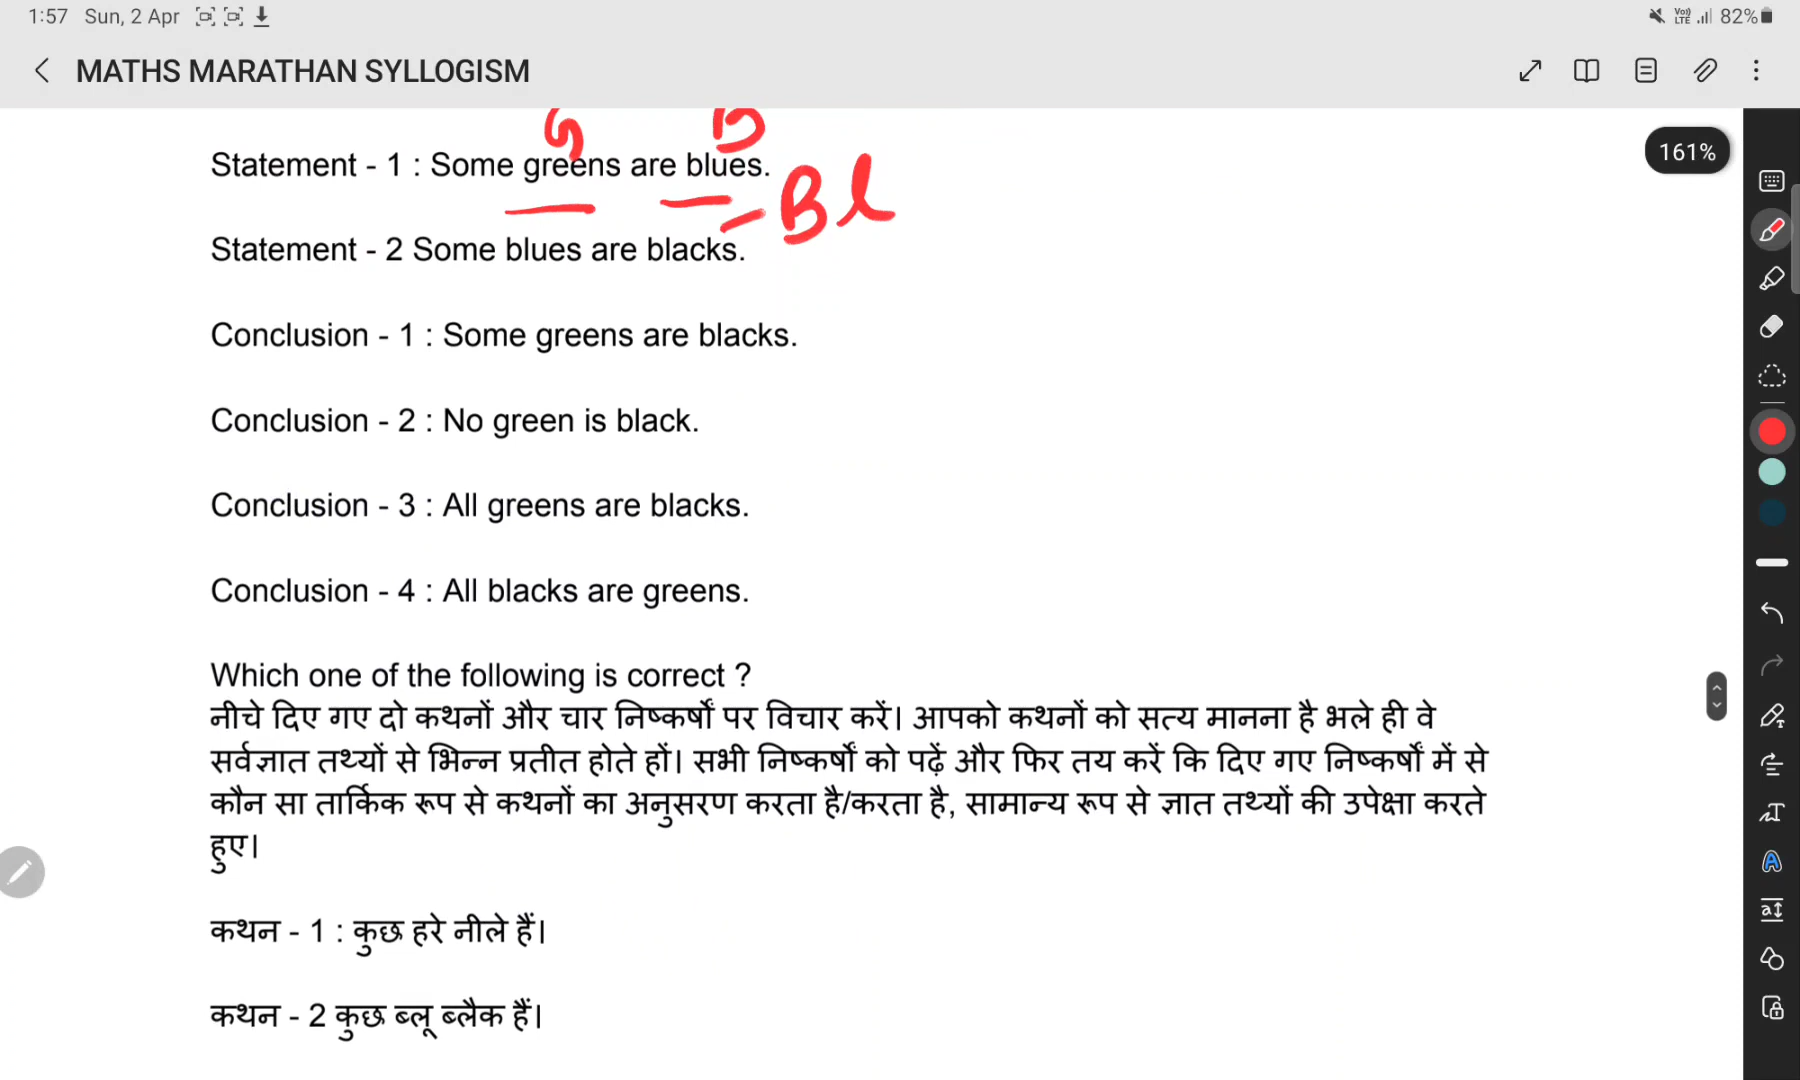 1:57 Sun, 2 Apr
Vo)) LTE 82%
MATHS MARATHAN SYLLOGISM
161%
G B
Statement - 1 : Some greens are blues.
Bl
Statement - 2 Some blues are blacks.
Conclusion - 1 : Some greens are blacks.
Conclusion - 2 : No green is black.
Conclusion - 3 : All greens are blacks.
Conclusion - 4 : All blacks are greens.
Which one of the following is correct ?
नीचे दिए गए दो कथनों और चार निष्कर्षों पर विचार करें। आपको कथनों को सत्य मानना है भले ही वे
सर्वज्ञात तथ्यों से भिन्न प्रतीत होते हों। सभी निष्कर्षों को पढ़ें और फिर तय करें कि दिए गए निष्कर्षों में से
कौन सा तार्किक रूप से कथनों का अनुसरण करता है/करता है, सामान्य रूप से ज्ञात तथ्यों की उपेक्षा करते
हुए।
कथन - 1 : कुछ हरे नीले हैं।
कथन - 2 कुछ ब्लू ब्लैक हैं।